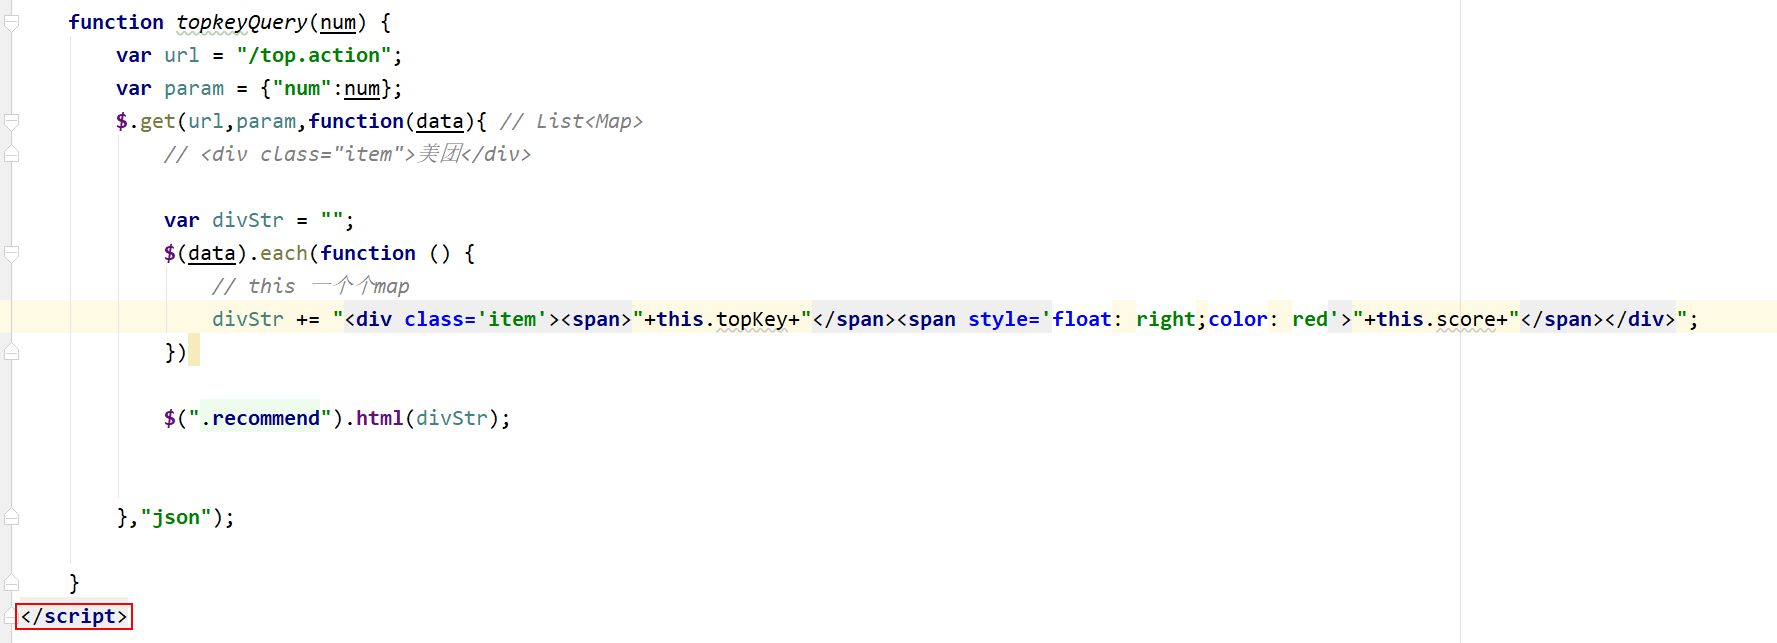 function topkeyQuery(num) {
var url = "/top.action";
var param = {"num":num};
$.get(url,param,function(data){ // List<Map>
// <div class="item">美团</div>
var divStr = "";
$(data).each(function () {
// this 一个个map
divStr += "<div class='item'><span>"+this.topKey+"</span><span style='float: right;color: red'>"+this.score+"</span></div>";
})
$(".recommend").html(divStr);
},"json");
}
</script>